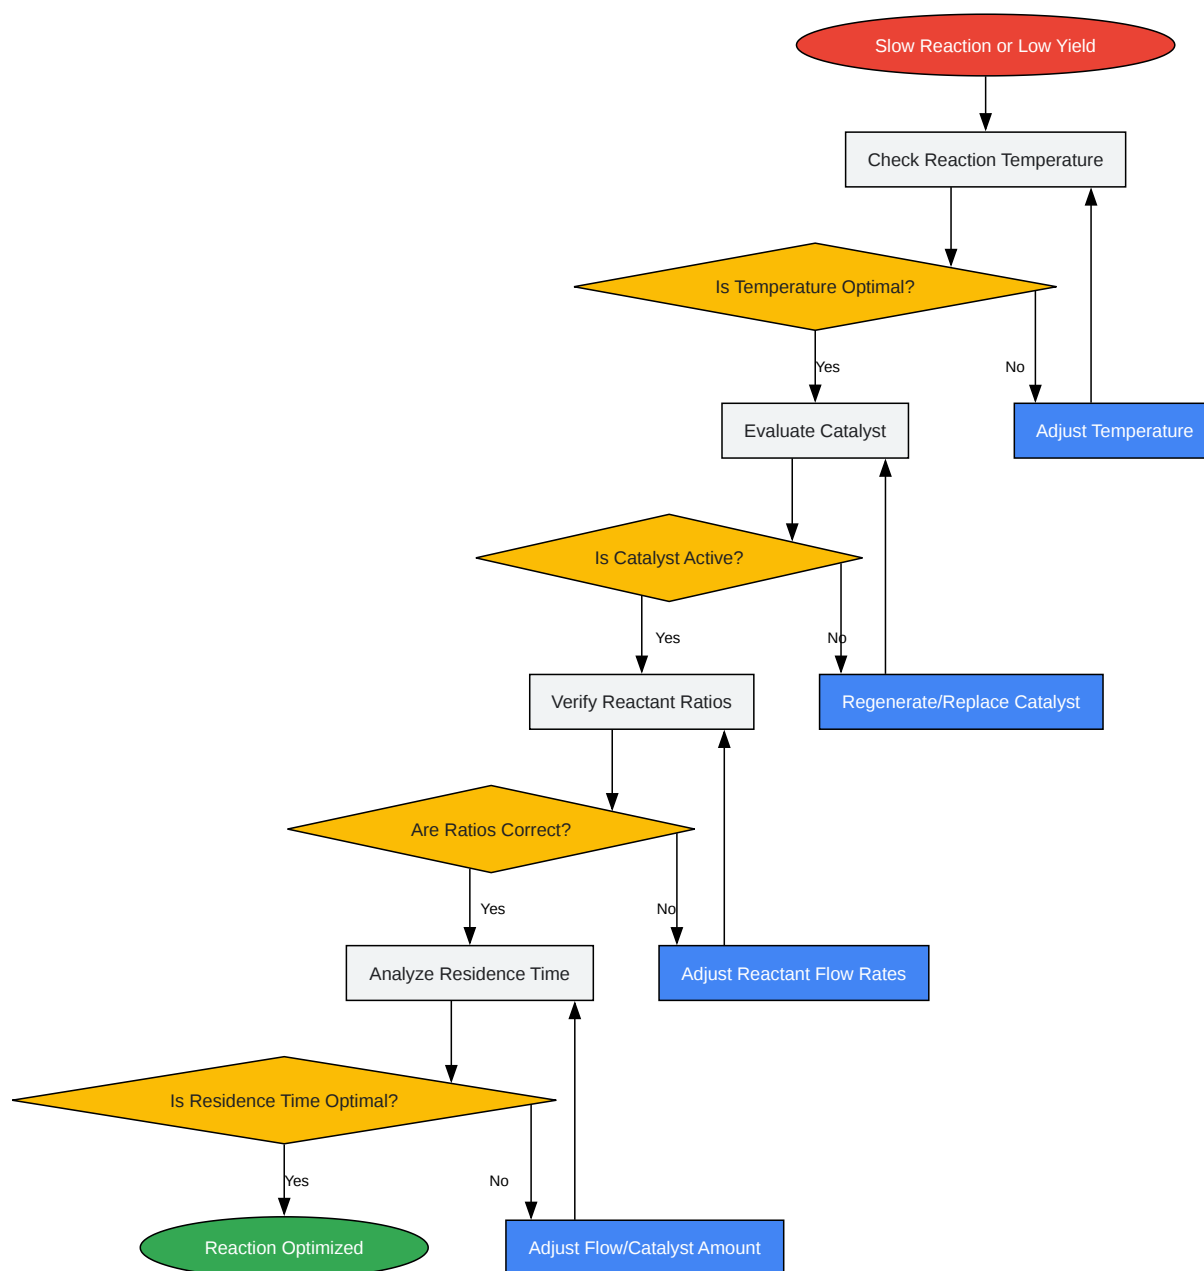 Slow Reaction or Low Yield
Check Reaction Temperature
Is Temperature Optimal?
Yes
No
Evaluate Catalyst
Adjust Temperature
Is Catalyst Active?
Yes
No
Verify Reactant Ratios
Regenerate/Replace Catalyst
Are Ratios Correct?
Yes
No
Analyze Residence Time
Adjust Reactant Flow Rates
Is Residence Time Optimal?
Yes
No
Reaction Optimized
Adjust Flow/Catalyst Amount